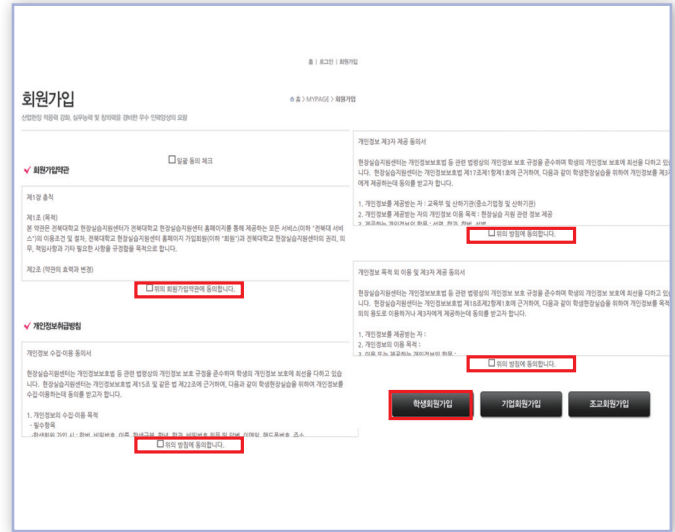 홈 | 로그인 | 회원가입
회원가입
홈 > MYPAGE > 회원가입
산업현장 적응력 강화, 실무능력 및 창의력을 겸비한 우수 인력양성의 요람
일괄 동의 체크
회원가입약관
제1장 총칙
제1조 (목적)
본 약관은 전북대학교 현장실습지원센터가 전북대학교 현장실습지원센터 홈페이지를 통해 제공하는 모든 서비스(이하 "전북대 서비
스")의 이용조건 및 절차, 전북대학교 현장실습지원센터 홈페이지 가입회원(이하 "회원")과 전북대학교 현장실습지원센터의 권리, 의
무, 책임사항과 기타 필요한 사항을 규정함을 목적으로 합니다.
제2조 (약관의 효력과 변경)
위의 회원가입약관에 동의합니다.
개인정보취급방침
개인정보 수집·이용 동의서
현장실습지원센터는 개인정보보호법 등 관련 법령상의 개인정보 보호 규정을 준수하며 학생의 개인정보 보호에 최선을 다하고 있습
니다. 현장실습지원센터는 개인정보보호법 제15조 및 같은 법 제22조에 근거하여, 다음과 같이 학생현장실습을 위하여 개인정보를
수집·이용하는데 동의를 받고자 합니다.
1. 개인정보의 수집·이용 목적
- 필수항목
위의 방침에 동의합니다.
개인정보 제3자 제공 동의서
현장실습지원센터는 개인정보보호법 등 관련 법령상의 개인정보 보호 규정을 준수하며 학생의 개인정보 보호에 최선을 다하고 있습
니다. 현장실습지원센터는 개인정보보호법 제17조제1항제1호에 근거하여, 다음과 같이 학생현장실습을 위하여 개인정보를 제3자
에게 제공하는데 동의를 받고자 합니다.
1. 개인정보를 제공받는 자 : 교육부 및 산하기관(중소기업청 및 산하기관)
2. 개인정보를 제공받는 자의 개인정보 이용 목적 : 현장실습 지원 관련 정보 제공
3. 제공하는 개인정보의 항목 : 성명, 학과, 학번, 성별
위의 방침에 동의합니다.
개인정보 목적 외 이용 및 제3자 제공 동의서
현장실습지원센터는 개인정보보호법 등 관련 법령상의 개인정보 보호 규정을 준수하며 학생의 개인정보 보호에 최선을 다하고 있습
니다. 현장실습지원센터는 개인정보보호법 제18조제2항제1호에 근거하여, 다음과 같이 학생현장실습을 위하여 개인정보를 목적
외의 용도로 이용하거나 제3자에게 제공하는데 동의를 받고자 합니다.
1. 개인정보를 제공받는 자 :
2. 개인정보의 이용 목적 :
3. 이용 또는 제공하는 개인정보의 항목 :
위의 방침에 동의합니다.
학생회원가입
기업회원가입
조교회원가입